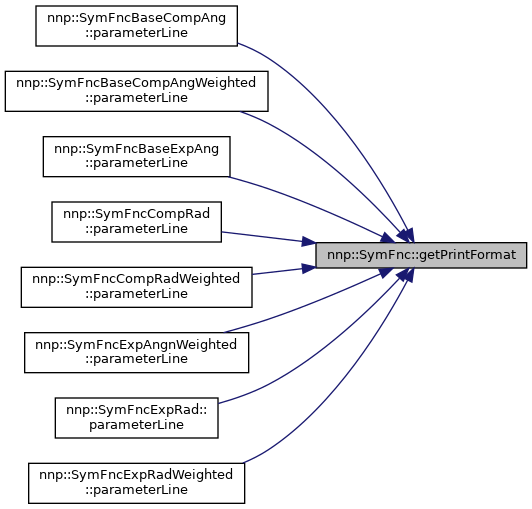 nnp::SymFncBaseCompAng
::parameterLine
nnp::SymFncBaseCompAngWeighted
::parameterLine
nnp::SymFncBaseExpAng
::parameterLine
nnp::SymFncCompRad
::parameterLine
nnp::SymFnc::getPrintFormat
nnp::SymFncCompRadWeighted
::parameterLine
nnp::SymFncExpAngnWeighted
::parameterLine
nnp::SymFncExpRad::
parameterLine
nnp::SymFncExpRadWeighted
::parameterLine